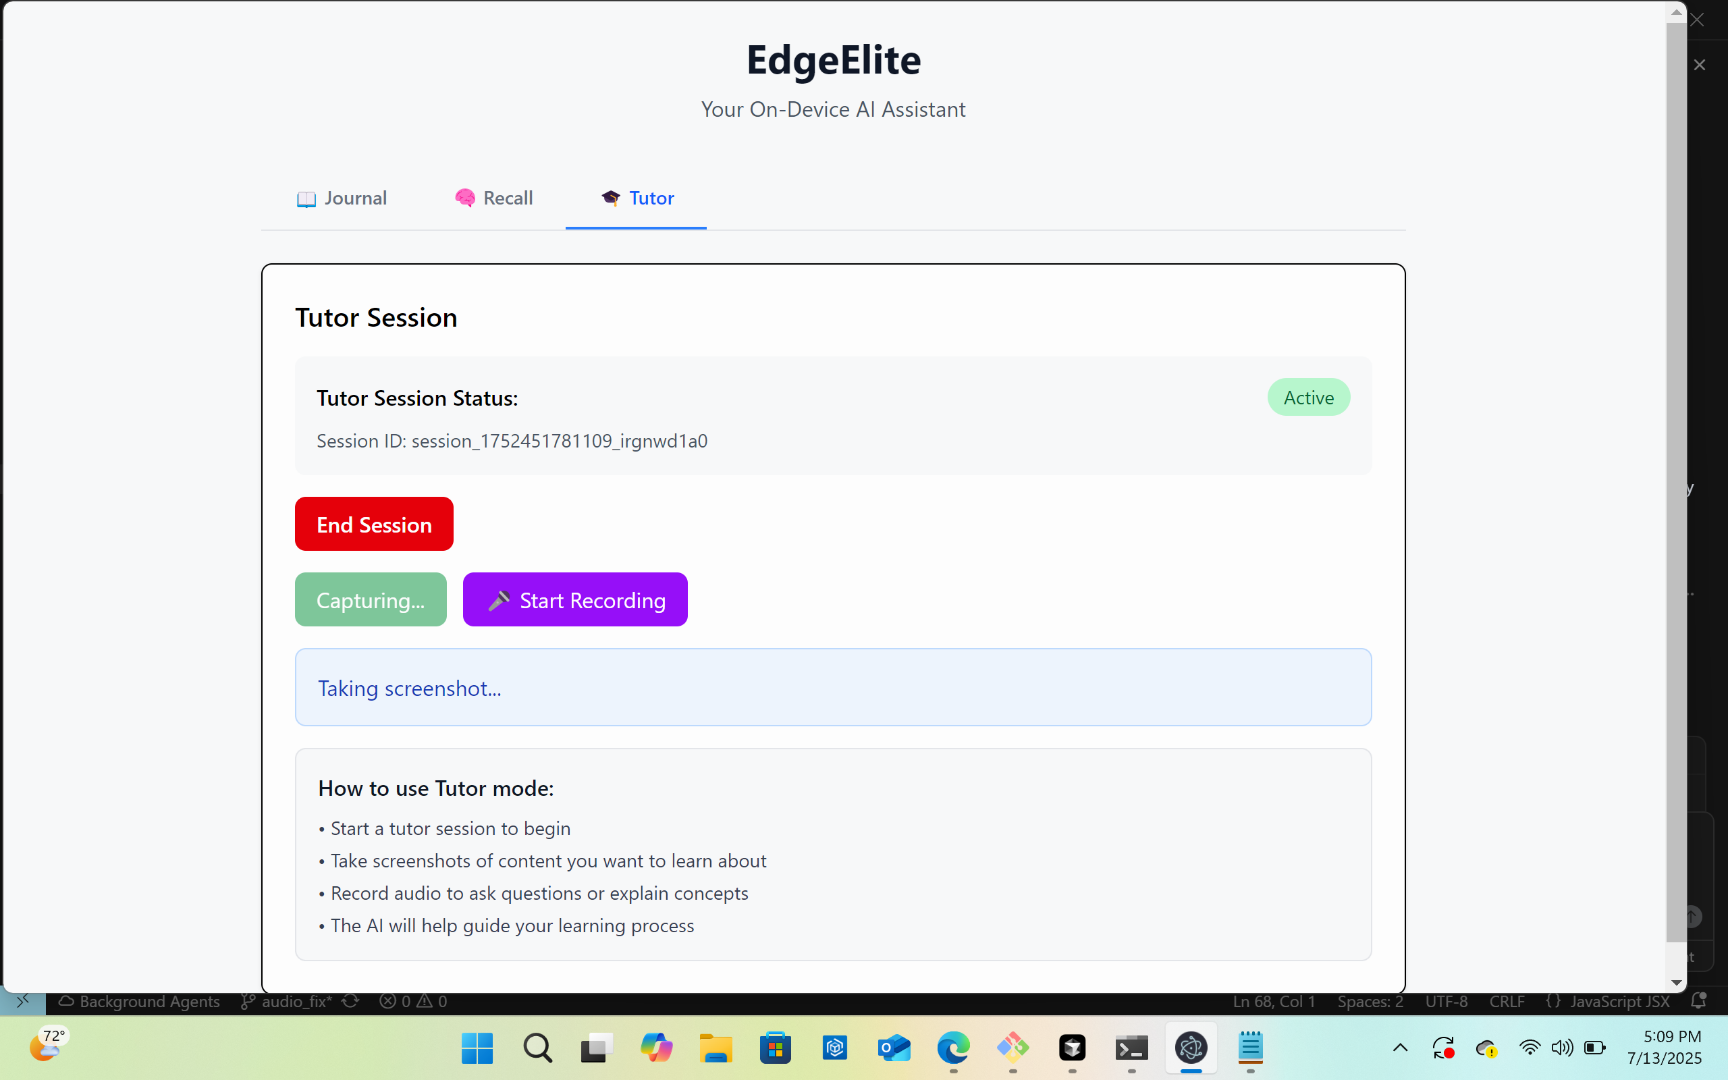 EdgeElite
Your On-Device AI Assistant
Journal
Recall
Tutor
Tutor Session
Tutor Session Status:
Active
Session ID: session_1752451781109_irgnwd1a0
End Session
Capturing...
Start Recording
Taking screenshot...
How to use Tutor mode:
• Start a tutor session to begin
• Take screenshots of content you want to learn about
• Record audio to ask questions or explain concepts
• The AI will help guide your learning process
Background Agents
audio_fix*
0
0
Ln 68, Col 1
Spaces: 2
UTF-8
CRLF
{} JavaScript JSX
72°
5:09 PM
7/13/2025